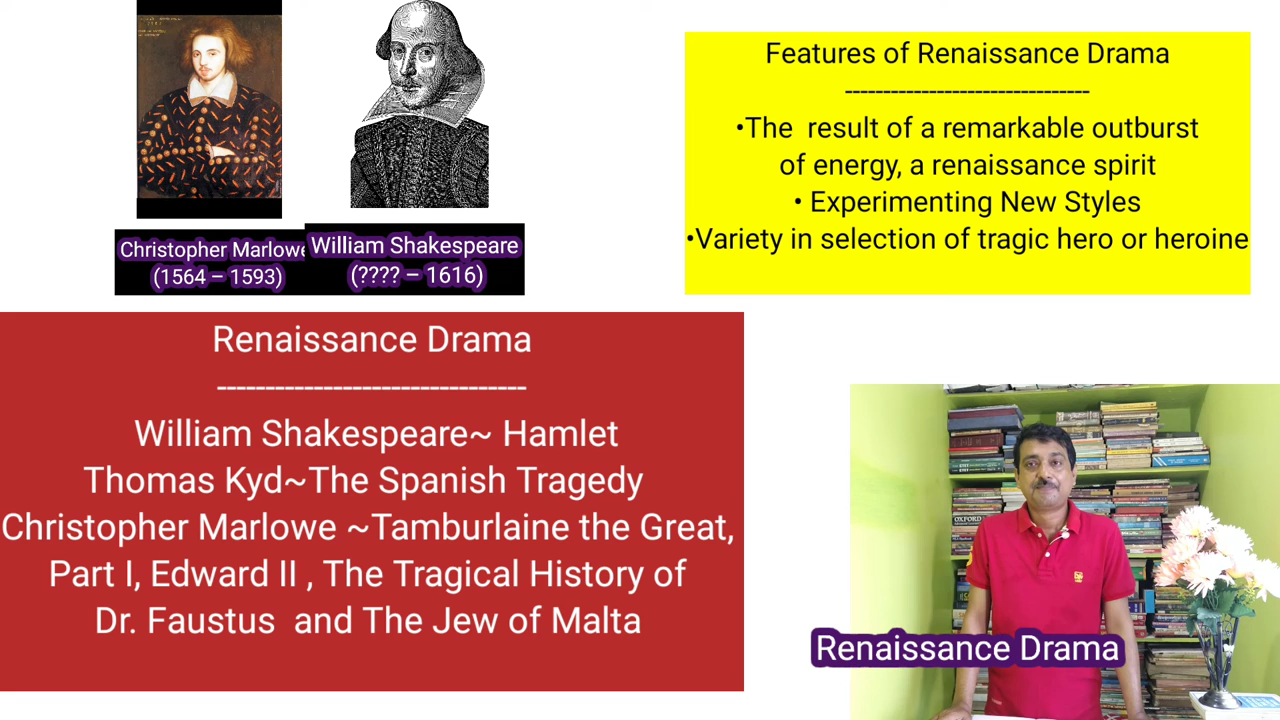 Christopher Marlowe
(1564 – 1593)
William Shakespeare
(???? – 1616)
Features of Renaissance Drama
--------------------------------
•The result of a remarkable outburst
of energy, a renaissance spirit
• Experimenting New Styles
•Variety in selection of tragic hero or heroine
Renaissance Drama
--------------------------------
William Shakespeare~ Hamlet
Thomas Kyd~The Spanish Tragedy
Christopher Marlowe ~Tamburlaine the Great,
Part I, Edward II , The Tragical History of
Dr. Faustus and The Jew of Malta
OXFORD
Renaissance Drama